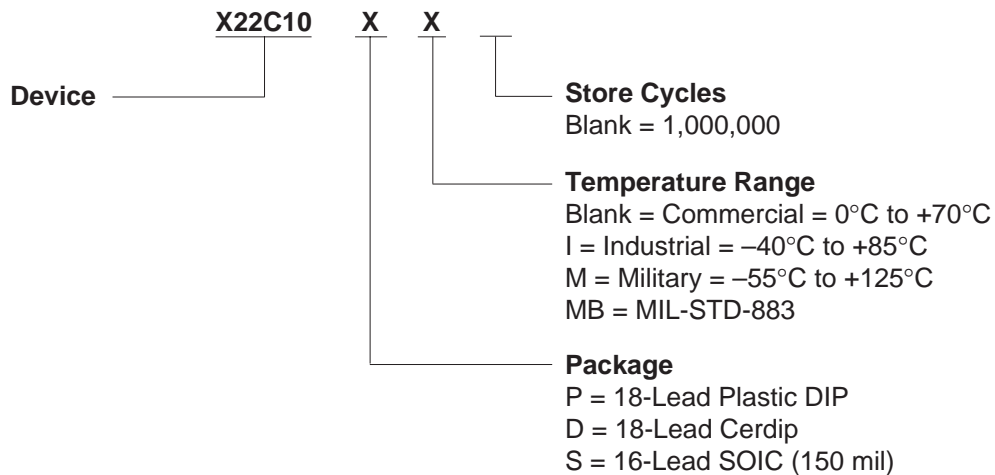 X22C10 X X
Device
Store Cycles
Blank = 1,000,000
Temperature Range
Blank = Commercial = 0°C to +70°C
I = Industrial = –40°C to +85°C
M = Military = –55°C to +125°C
MB = MIL-STD-883
Package
P = 18-Lead Plastic DIP
D = 18-Lead Cerdip
S = 16-Lead SOIC (150 mil)